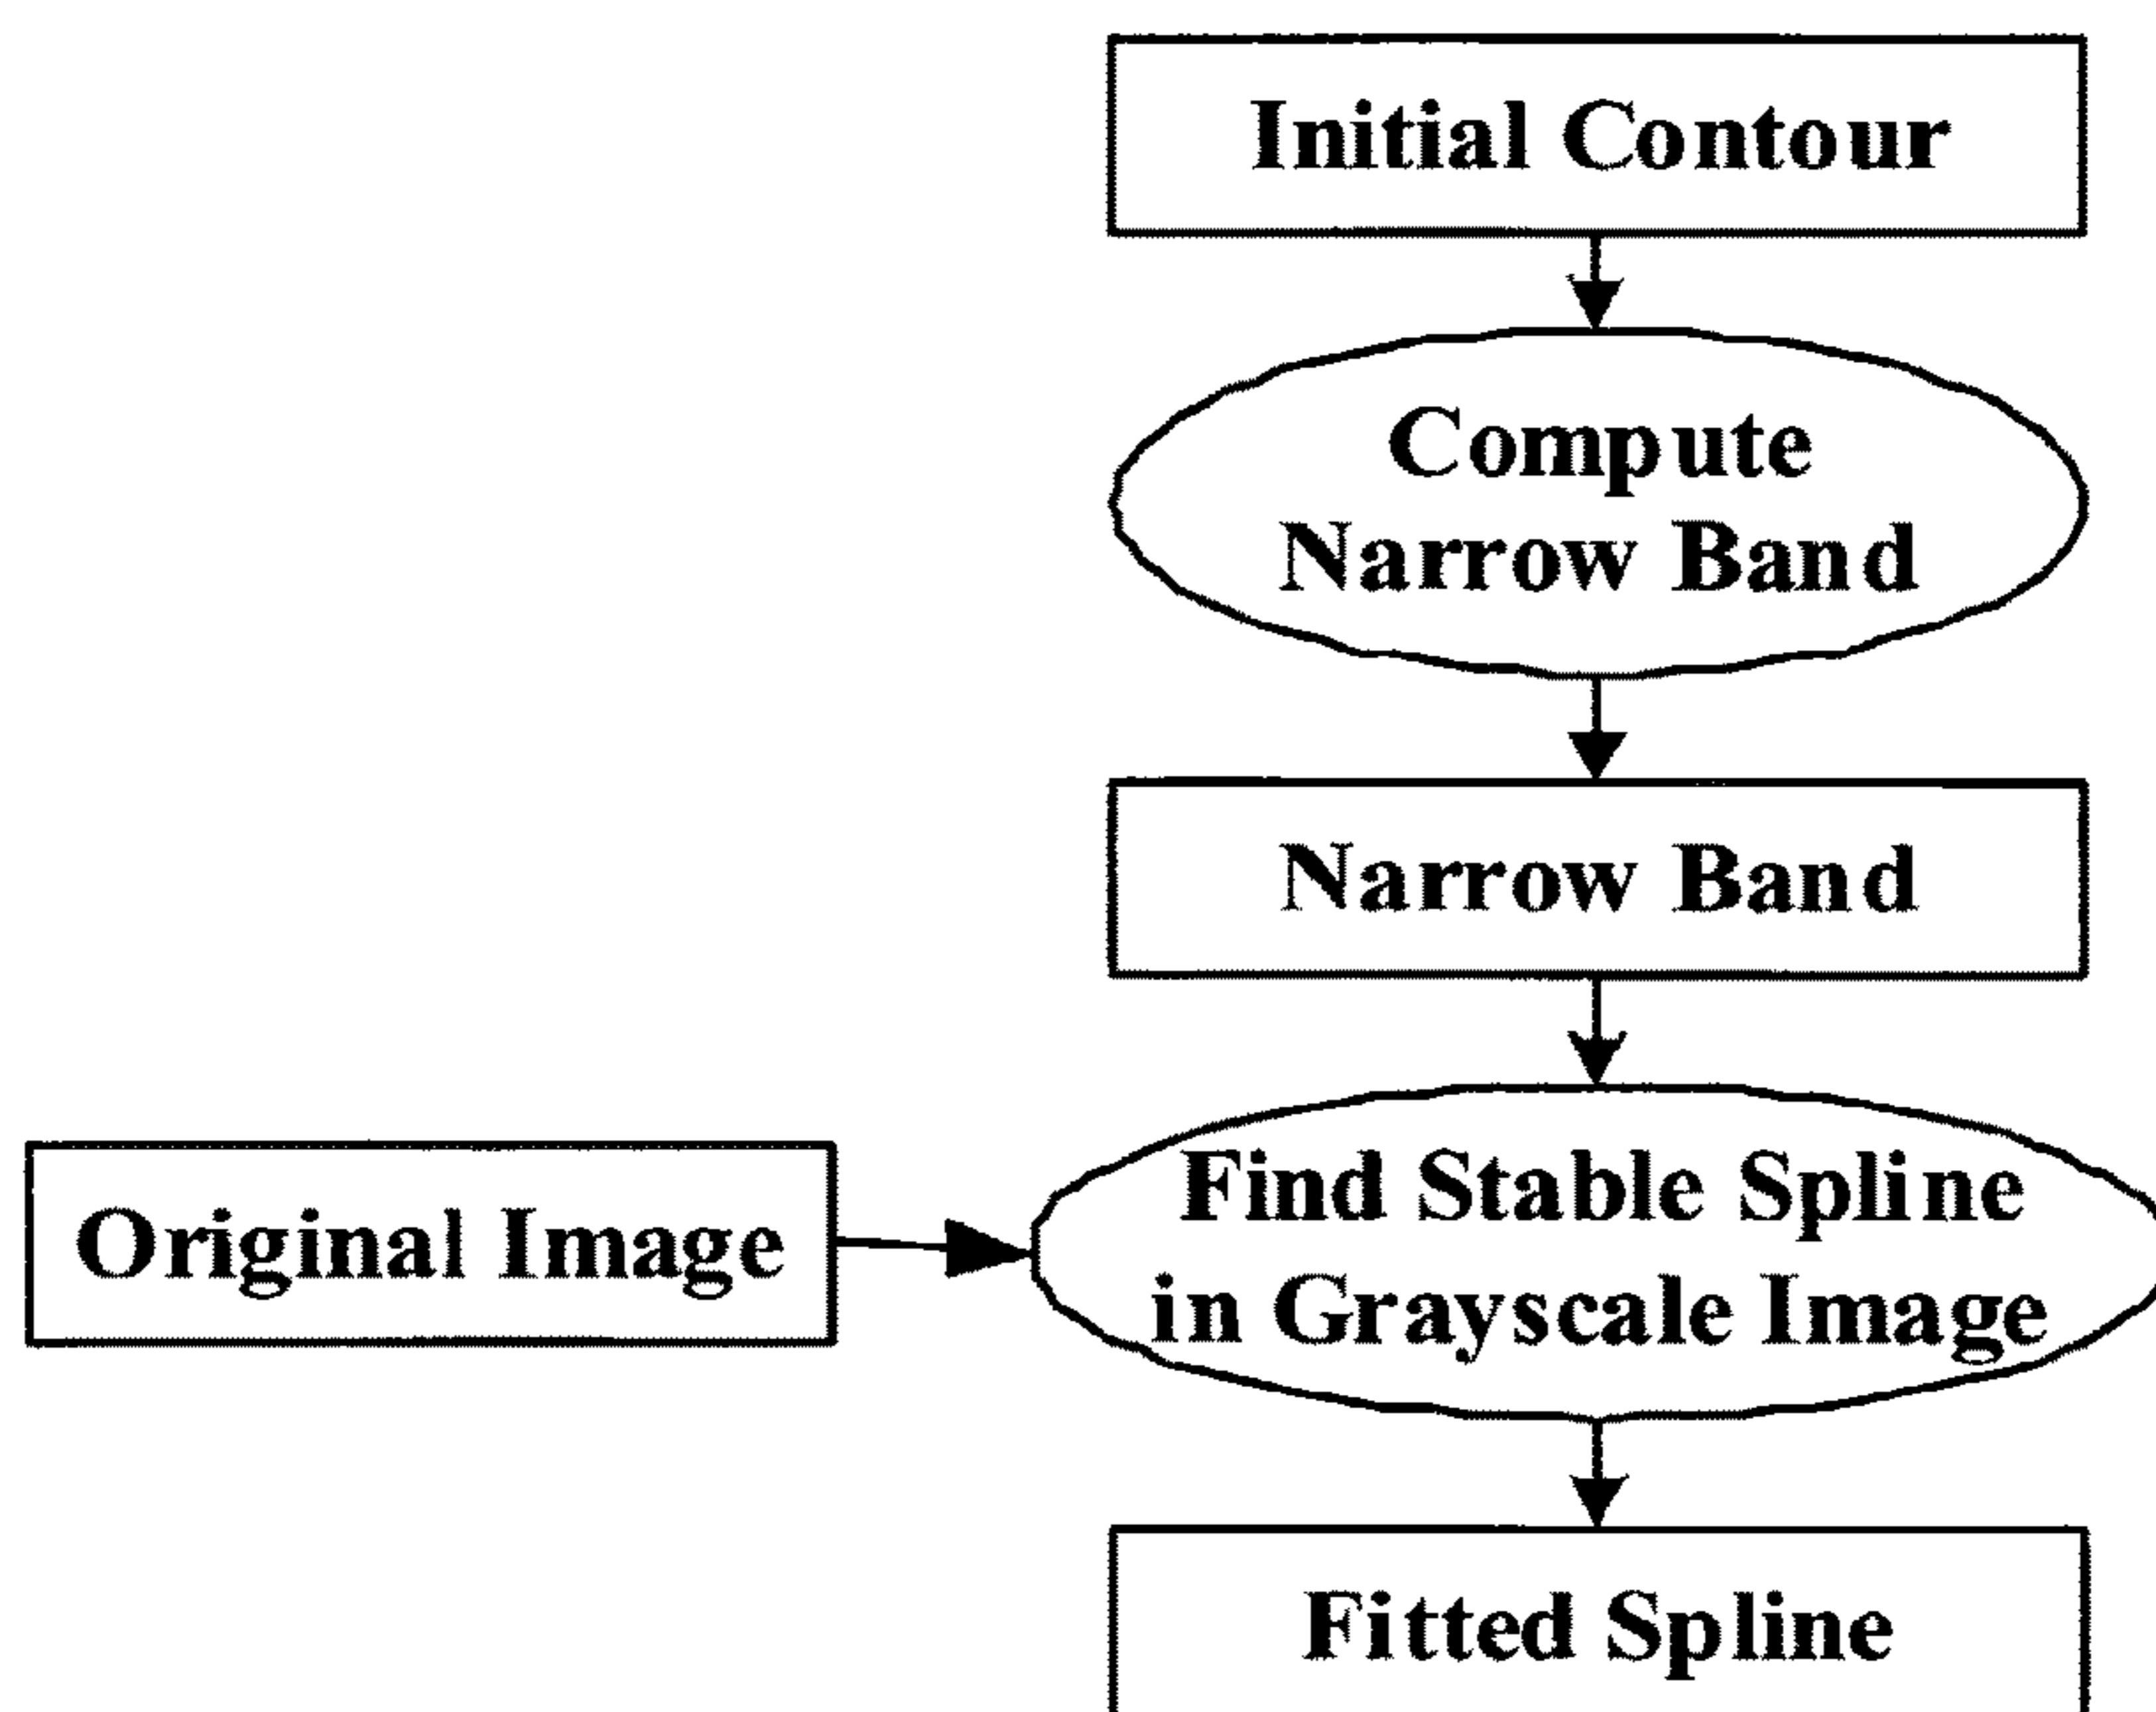 Initial Contour
Compute
Narrow Band
Narrow Band
Original Image
Find Stable Spline
in Grayscale Image
Fitted Spline